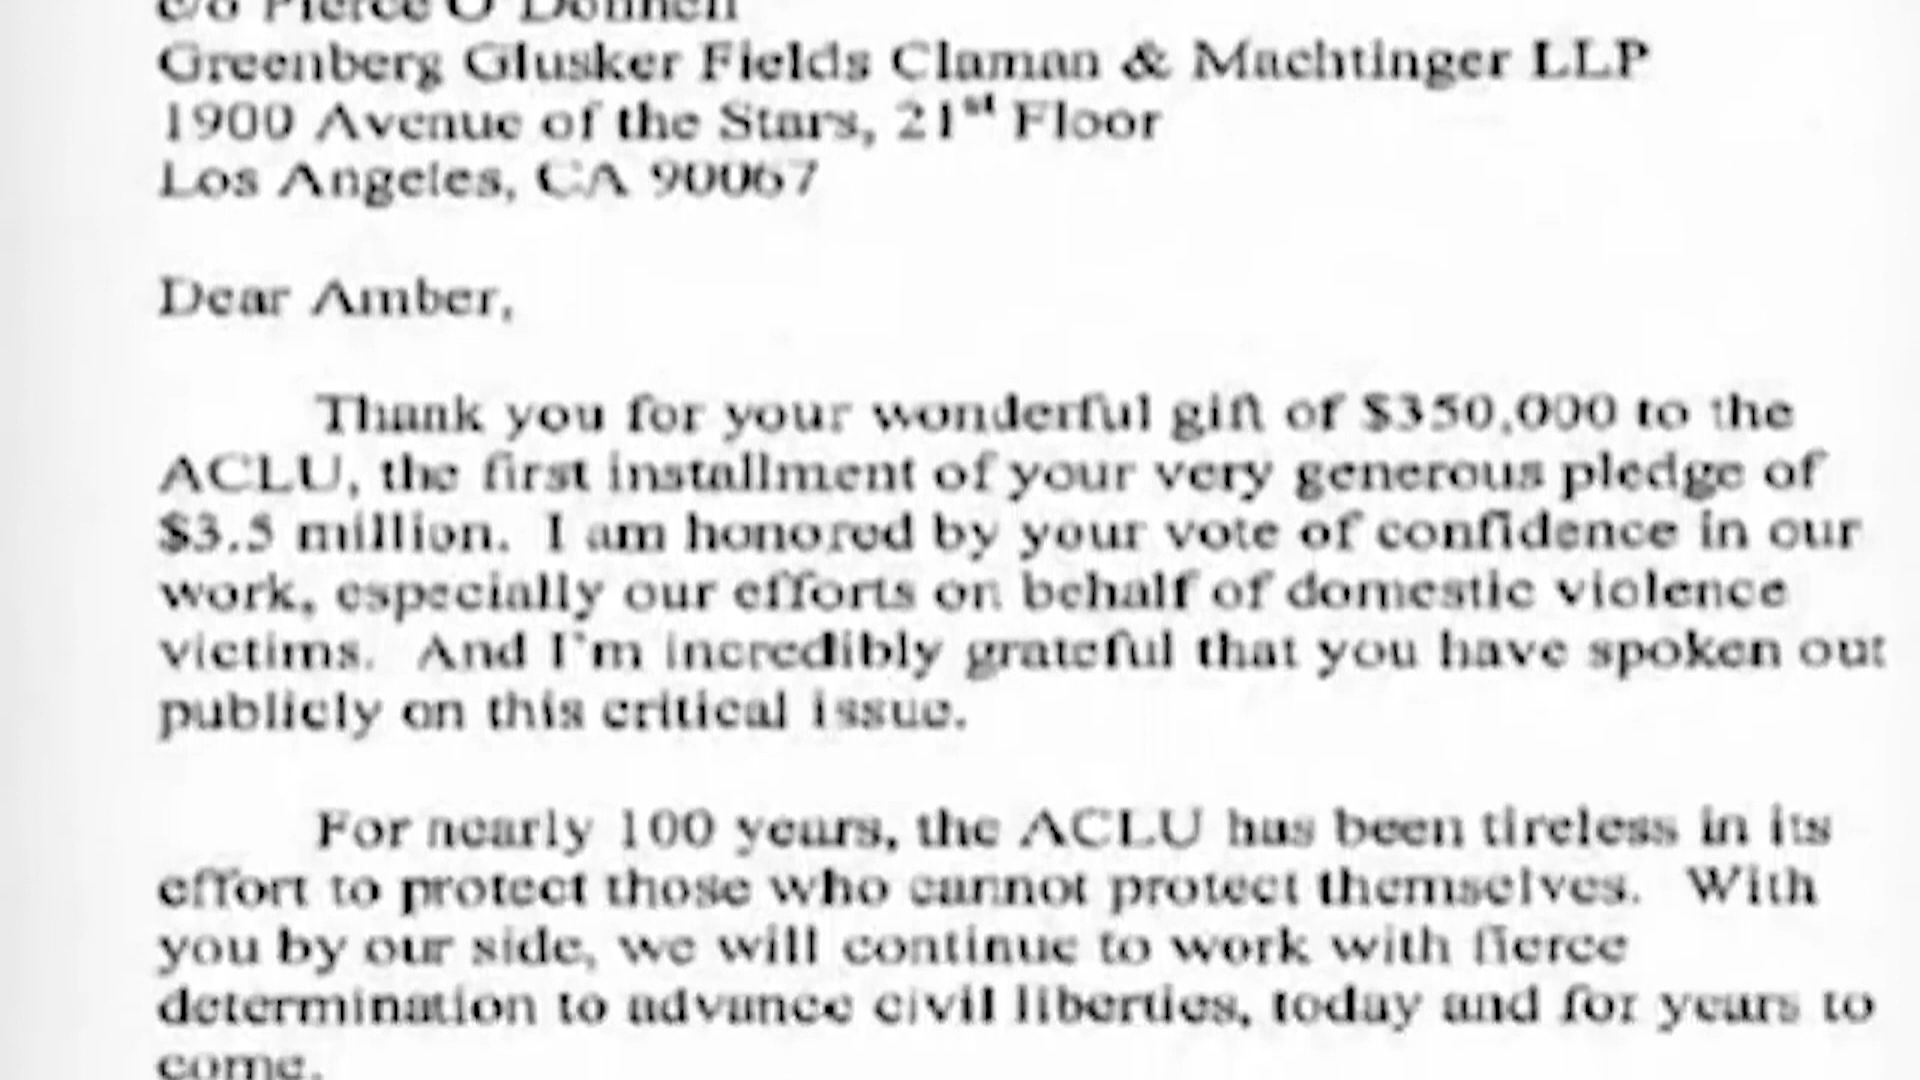 c/o Pierce O'Donnell
Greenberg Glusker Fields Claman & Machtinger LLP
1900 Avenue of the Stars, 21st Floor
Los Angeles, CA 90067
Dear Amber,
Thank you for your wonderful gift of $350,000 to the
ACLU, the first installment of your very generous pledge of
$3.5 million. I am honored by your vote of confidence in our
work, especially our efforts on behalf of domestic violence
victims. And I'm incredibly grateful that you have spoken out
publicly on this critical issue.
For nearly 100 years, the ACLU has been tireless in its
effort to protect those who cannot protect themselves. With
you by our side, we will continue to work with fierce
determination to advance civil liberties, today and for years to
come.